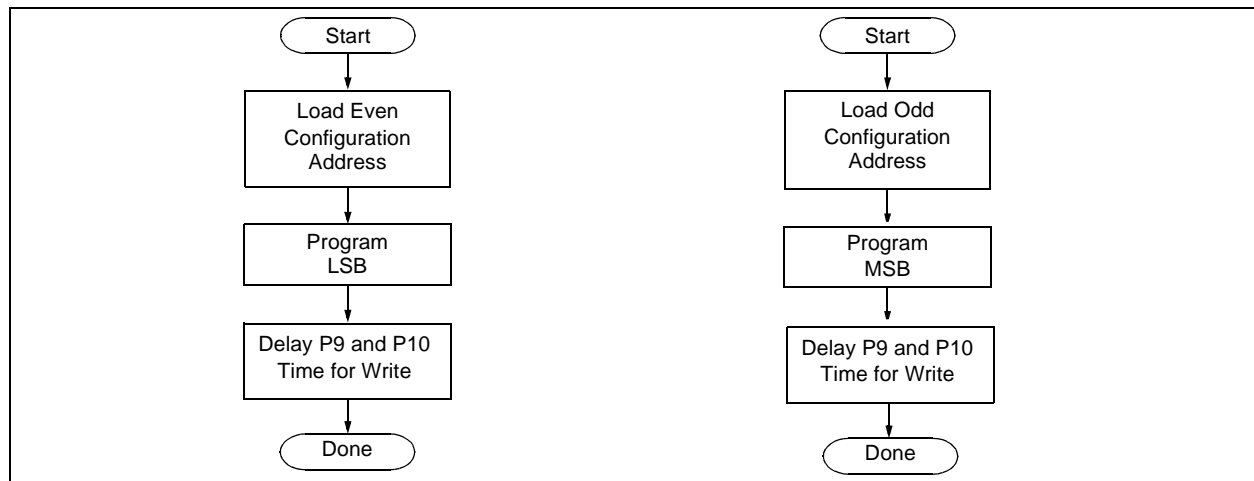 Start
Load Even
Configuration
Address
Program
LSB
Delay P9 and P10
Time for Write
Done
Start
Load Odd
Configuration
Address
Program
MSB
Delay P9 and P10
Time for Write
Done